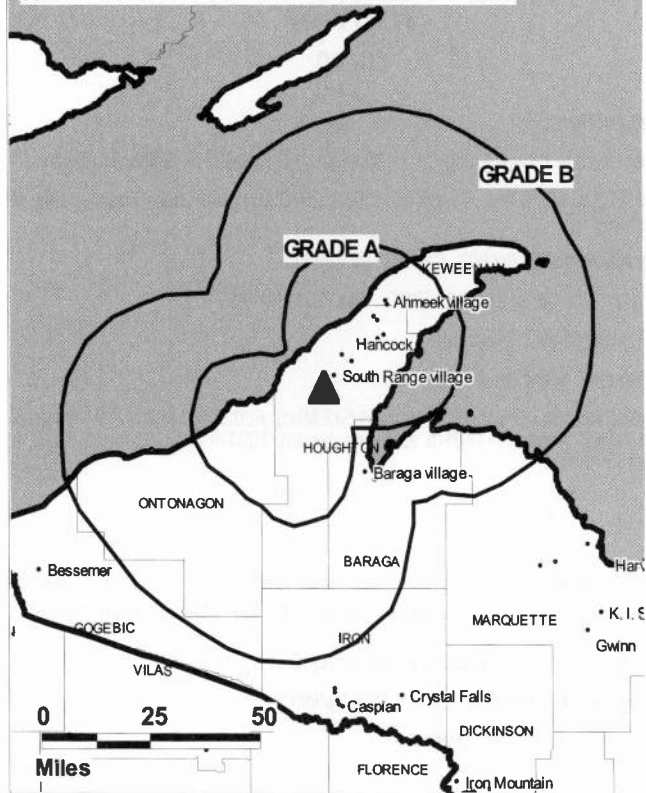 GRADE B
GRADE A
KEWEENAW
Ahmeek village
Hancock
South Range village
HOUGHTON
Baraga village
ONTONAGON
BARAGA
Bessemer
Harv
MARQUETTE
K. I. S
GOGEBIC
IRON
Gwinn
VILAS
Crystal Falls
Caspian
0 25 50
DICKINSON
Miles
FLORENCE
Iron Mountain